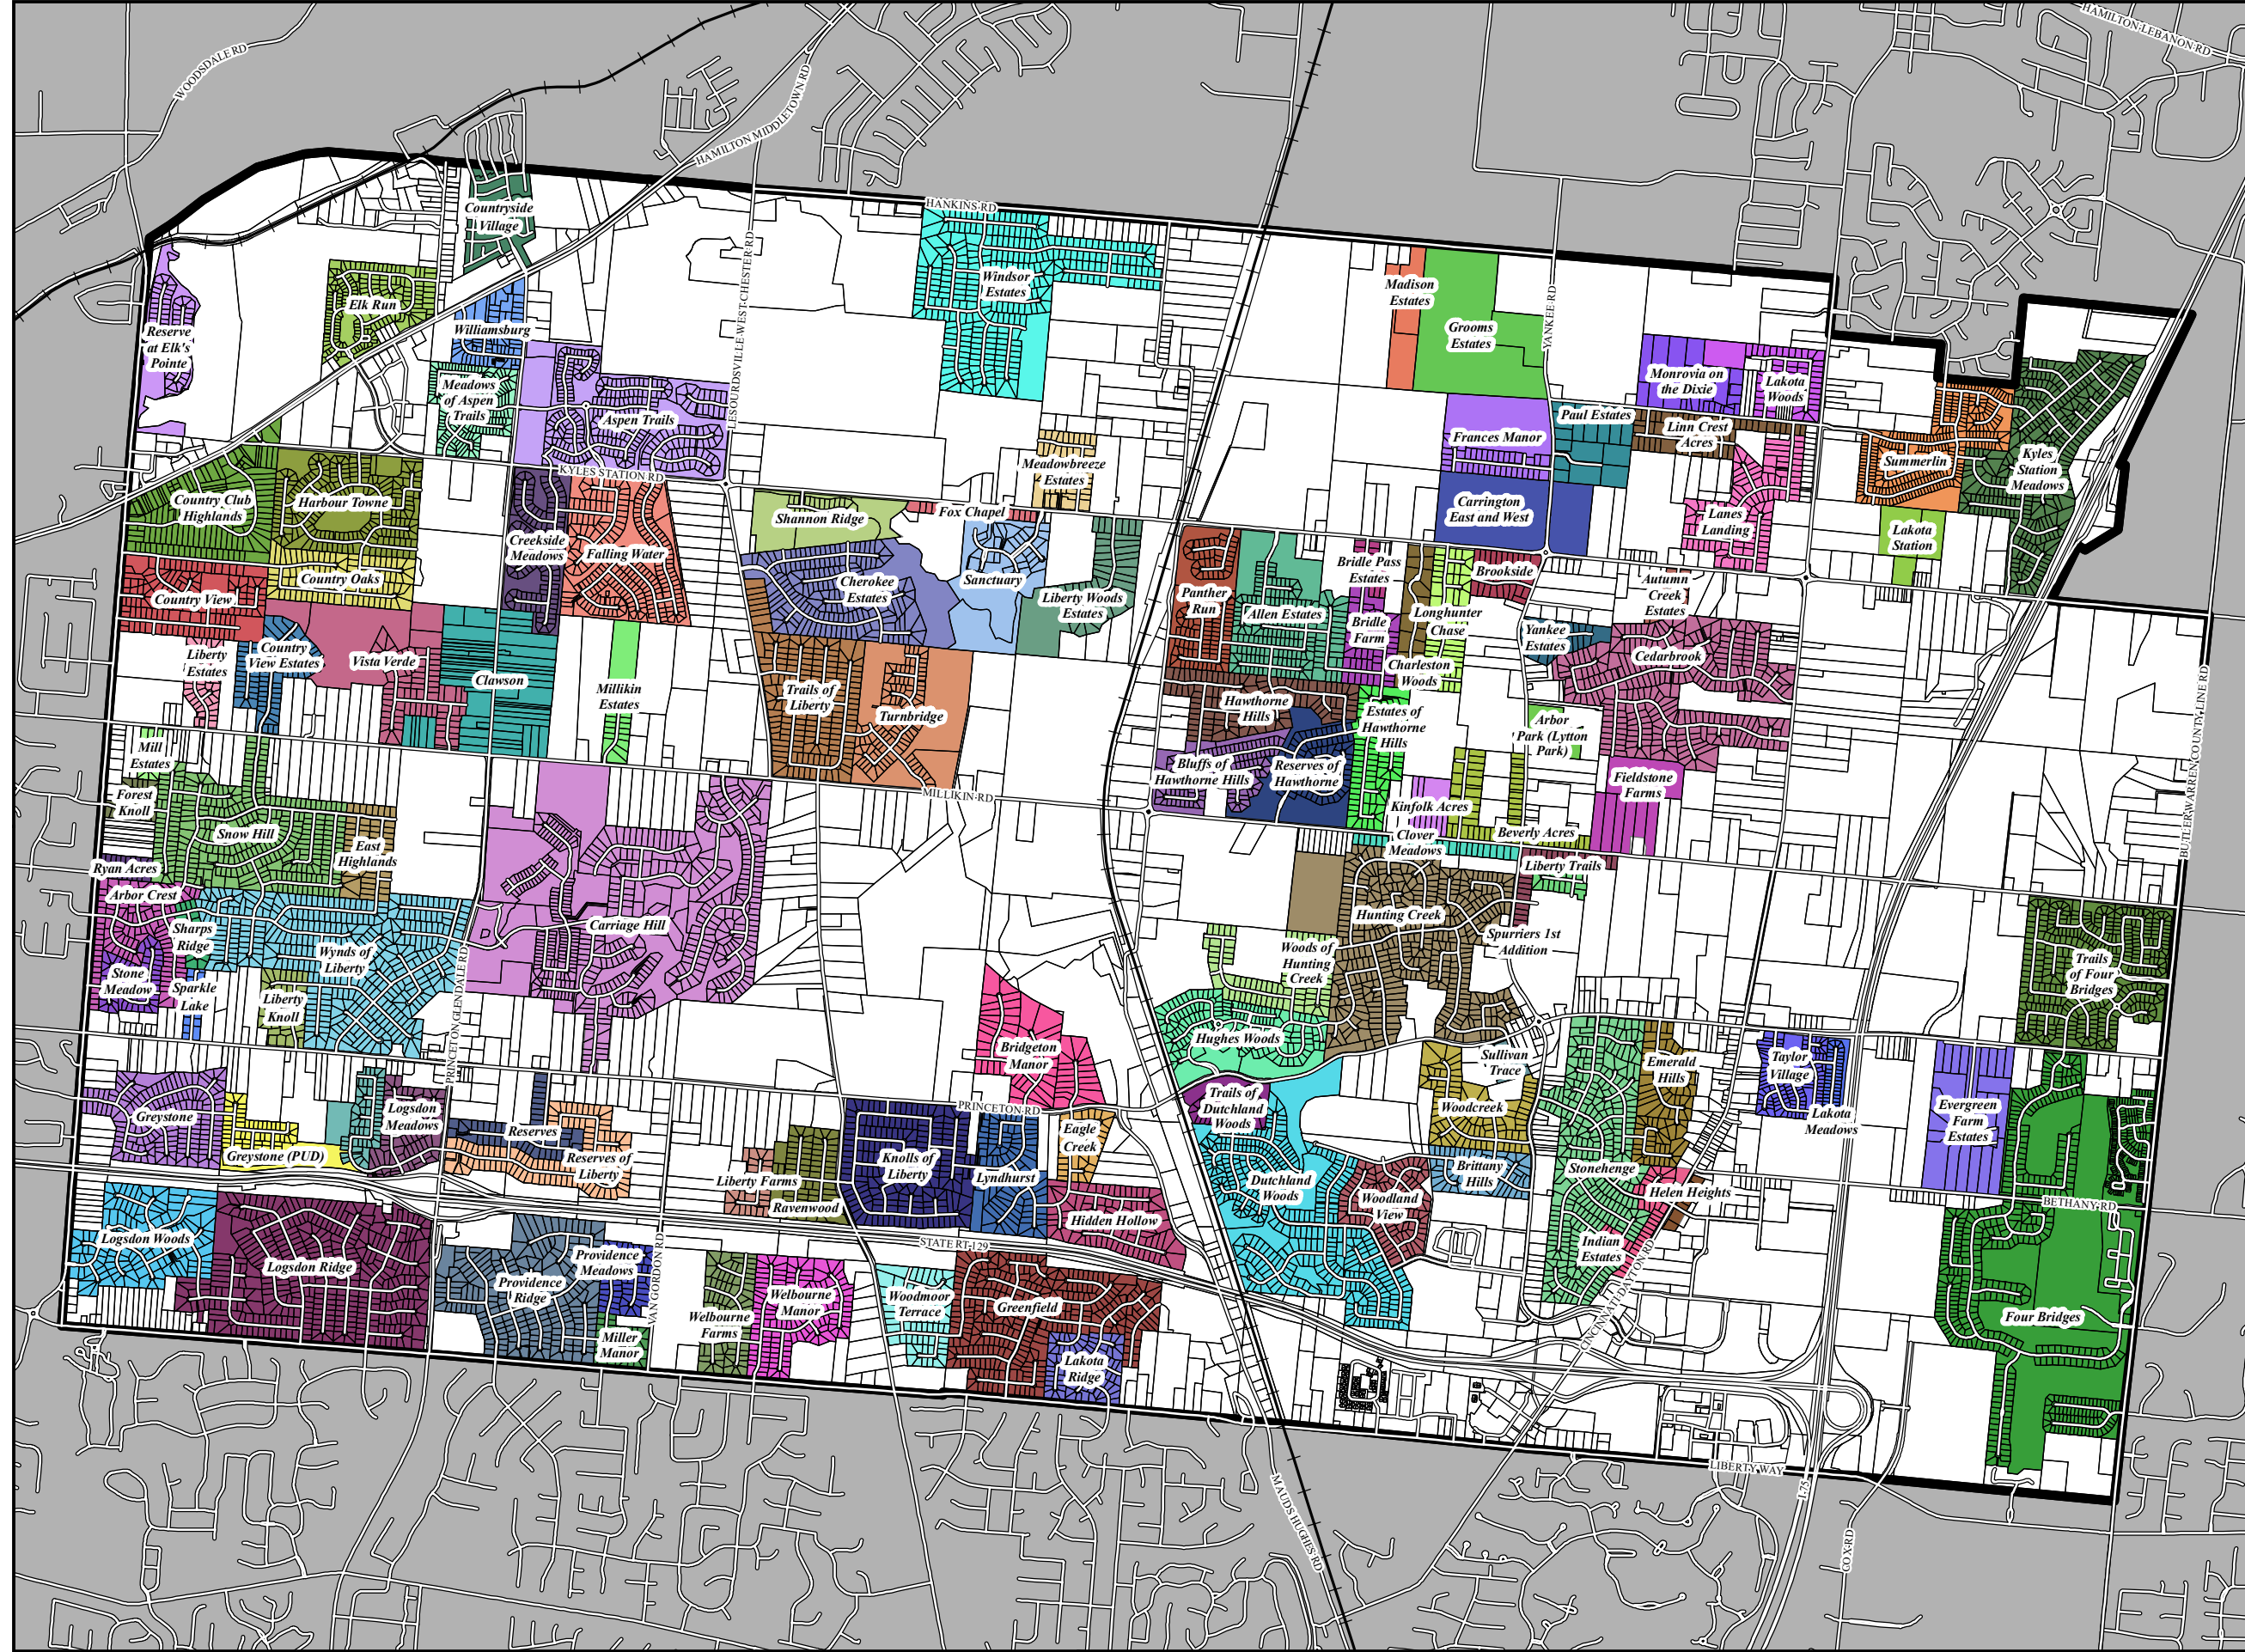 HAMILTON-LEBANON RD
WOODSDALE RD
HAMILTON MIDDLETOWN RD
HANKINS RD
Countryside
Village
LESOURDSVILLE-WEST CHESTER RD
Windsor
Estates
Madison
Estates
Grooms
Estates
YANKEE RD
Elk Run
Reserve
at Elk's
Pointe
Williamsburg
Meadows
of Aspen
Trails
Aspen Trails
Monrovia on
the Dixie
Lakota
Woods
Paul Estates
Linn Crest
Acres
Frances Manor
Summerlin
Kyles
Station
Meadows
KYLES STATION RD
Meadowbreeze
Estates
Country Club
Highlands
Harbour Towne
Shannon Ridge
Fox Chapel
Carrington
East and West
Lanes
Landing
Lakota
Station
Creekside
Meadows
Falling Water
Country Oaks
Country View
Cherokee
Estates
Sanctuary
Liberty Woods
Estates
Panther
Run
Allen Estates
Bridle Pass
Estates
Brookside
Autumn
Creek
Estates
Bridle
Farm
Longhunter
Chase
Yankee
Estates
Cedarbrook
Liberty
Estates
Country
View Estates
Vista Verde
Clawson
Millikin
Estates
Trails of
Liberty
Turnbridge
Charleston
Woods
Hawthorne
Hills
Estates of
Hawthorne
Hills
Arbor
Park (Lytton
Park)
BUTLER-WARREN COUNTY LINE RD
Mill
Estates
Bluffs of
Hawthorne Hills
Reserves of
Hawthorne
Fieldstone
Farms
Forest
Knoll
MILLIKIN RD
Kinfolk Acres
Snow Hill
East
Highlands
Clover
Meadows
Beverly Acres
Liberty Trails
Ryan Acres
Arbor Crest
Sharps
Ridge
Carriage Hill
Hunting Creek
Spurriers 1st
Addition
Wynds of
Liberty
Woods of
Hunting
Creek
Trails
of Four
Bridges
Stone
Meadow
Sparkle
Lake
Liberty
Knoll
PRINCETON GLENDALE RD
Bridgeton
Manor
Hughes Woods
Sullivan
Trace
Emerald
Hills
Taylor
Village
Lakota
Meadows
Evergreen
Farm
Estates
Greystone
Logsdon
Meadows
PRINCETON RD
Trails of
Dutchland
Woods
Woodcreek
Greystone (PUD)
Reserves
Reserves of
Liberty
Liberty Farms
Ravenwood
Knolls of
Liberty
Lyndhurst
Eagle
Creek
Dutchland
Woods
Woodland
View
Brittany
Hills
Stonehenge
Helen Heights
BETHANY RD
Hidden Hollow
Logsdon Woods
Logsdon Ridge
STATE RT 129
Indian
Estates
Providence
Ridge
Providence
Meadows
VAN GORDON RD
Welbourne
Farms
Welbourne
Manor
Woodmoor
Terrace
Greenfield
CINCINNATI-DAYTON RD
Four Bridges
Miller
Manor
Lakota
Ridge
LIBERTY WAY
I-75
MAUDS HUGHES RD
COX RD